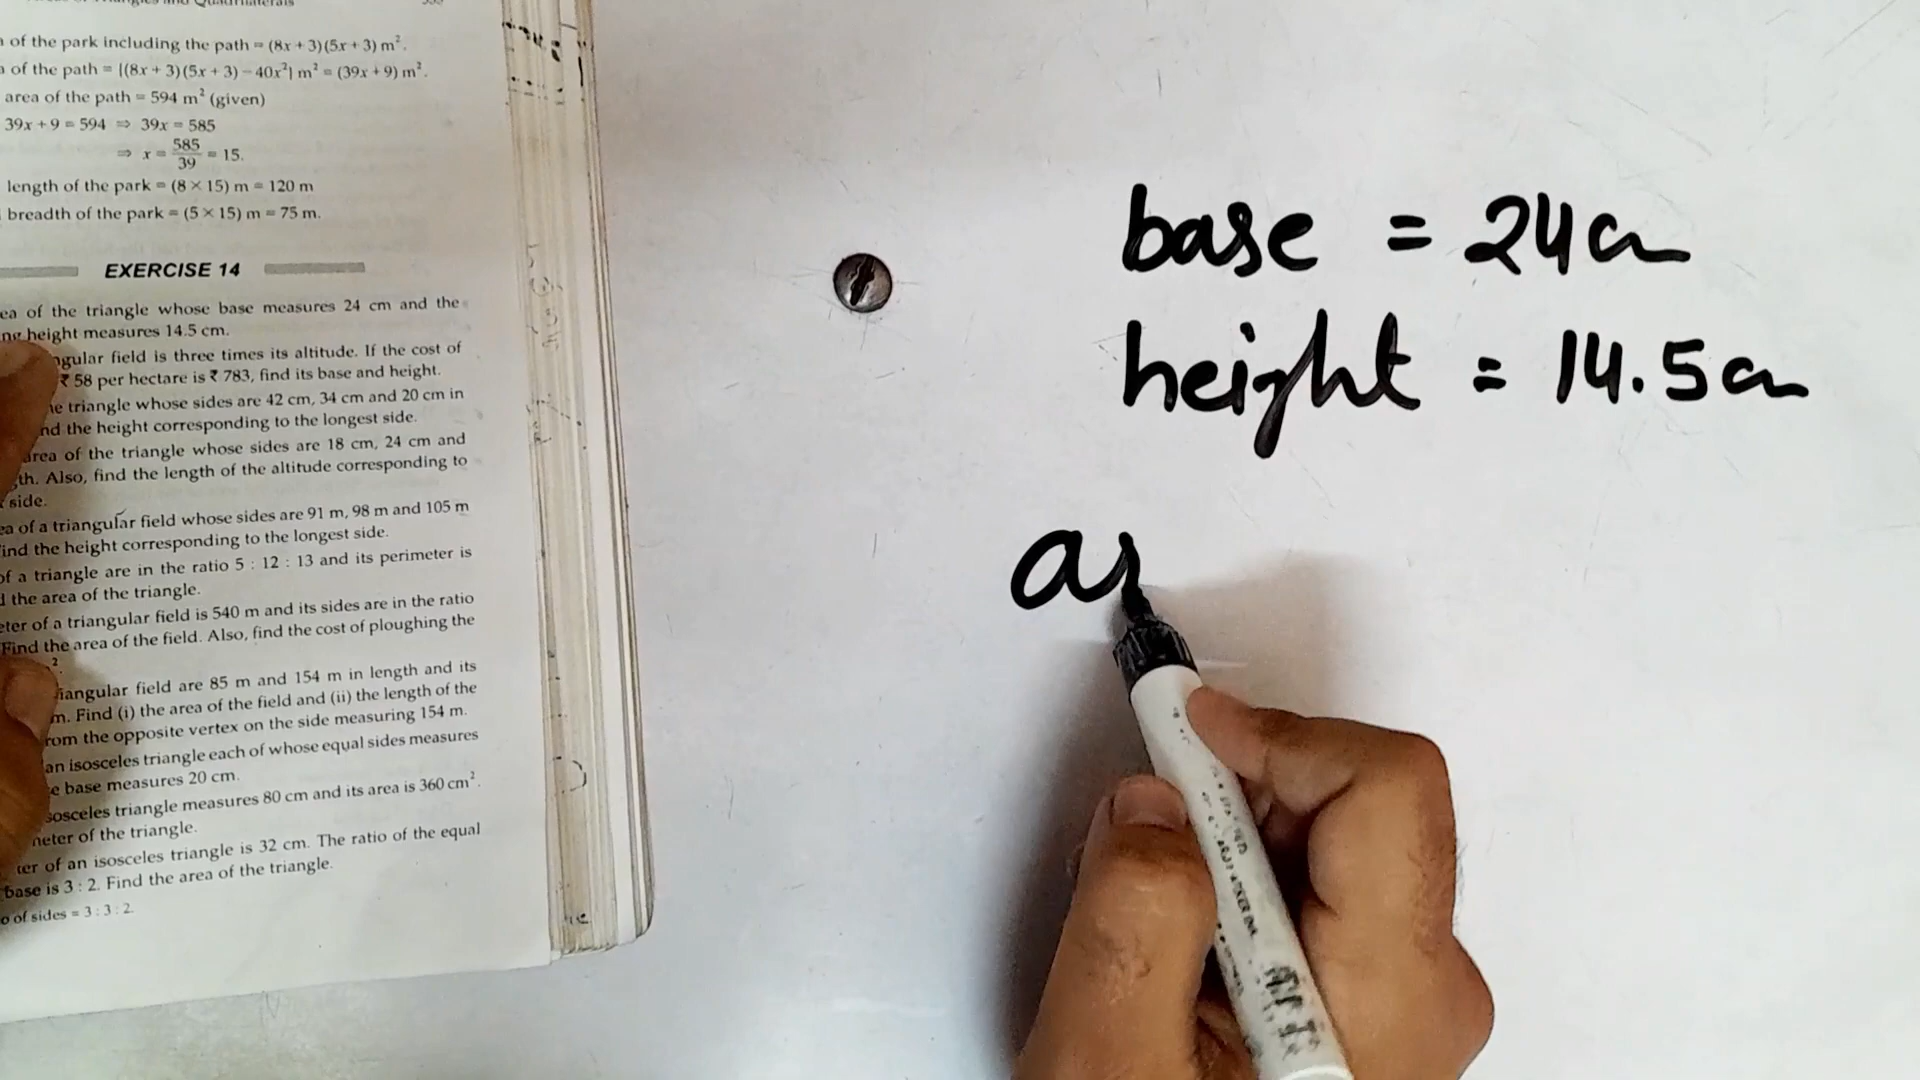 of the park including the path = (8x + 3)(5x + 3) m².
of the path = [(8x + 3)(5x + 3) − 40x²] m² = (39x + 9) m².
area of the path = 594 m² (given)
39x + 9 = 594 ⇒ 39x = 585
⇒ x = 585/39 = 15.
length of the park = (8 × 15) m = 120 m
breadth of the park = (5 × 15) m = 75 m.
EXERCISE 14
ea of the triangle whose base measures 24 cm and the
ng height measures 14.5 cm.
ngular field is three times its altitude. If the cost of
₹ 58 per hectare is ₹ 783, find its base and height.
e triangle whose sides are 42 cm, 34 cm and 20 cm in
nd the height corresponding to the longest side.
area of the triangle whose sides are 18 cm, 24 cm and
th. Also, find the length of the altitude corresponding to
side.
ea of a triangular field whose sides are 91 m, 98 m and 105 m
ind the height corresponding to the longest side.
of a triangle are in the ratio 5 : 12 : 13 and its perimeter is
the area of the triangle.
eter of a triangular field is 540 m and its sides are in the ratio
Find the area of the field. Also, find the cost of ploughing the
2
iangular field are 85 m and 154 m in length and its
m. Find (i) the area of the field and (ii) the length of the
rom the opposite vertex on the side measuring 154 m.
an isosceles triangle each of whose equal sides measures
e base measures 20 cm.
sosceles triangle measures 80 cm and its area is 360 cm².
meter of the triangle.
ter of an isosceles triangle is 32 cm. The ratio of the equal
base is 3 : 2. Find the area of the triangle.
o of sides = 3 : 3 : 2.
base = 24 cm
height = 14.5 cm
ar